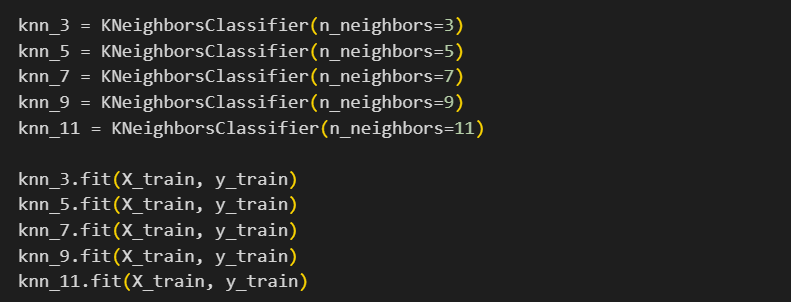 knn_3 = KNeighborsClassifier(n_neighbors=3)
knn_5 = KNeighborsClassifier(n_neighbors=5)
knn_7 = KNeighborsClassifier(n_neighbors=7)
knn_9 = KNeighborsClassifier(n_neighbors=9)
knn_11 = KNeighborsClassifier(n_neighbors=11)
knn_3.fit(X_train, y_train)
knn_5.fit(X_train, y_train)
knn_7.fit(X_train, y_train)
knn_9.fit(X_train, y_train)
knn_11.fit(X_train, y_train)